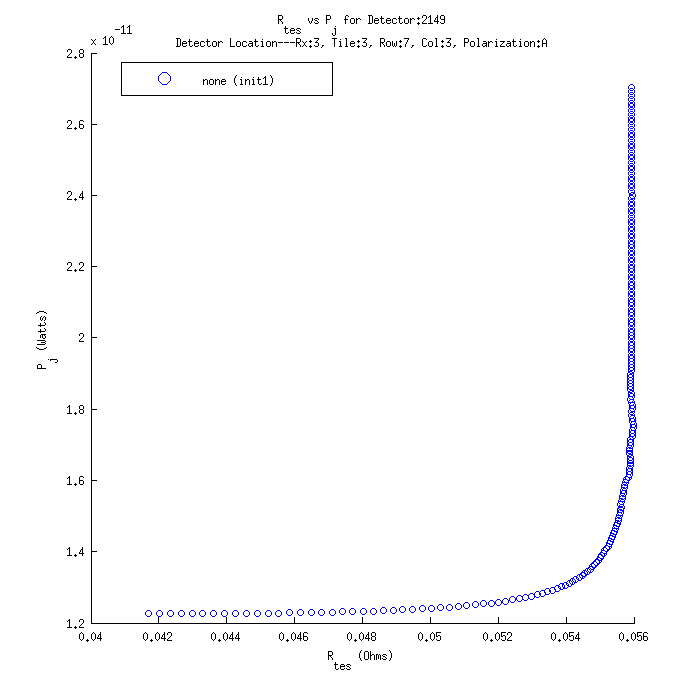 R_tes vs P_j for Detector:2149
Detector Location---Rx:3, Tile:3, Row:7, Col:3, Polarization:A
x 10^-11
none (init1)
2.8
2.6
2.4
2.2
2
1.8
1.6
1.4
1.2
P_j (Watts)
0.04 0.042 0.044 0.046 0.048 0.05 0.052 0.054 0.056
R_tes (Ohms)